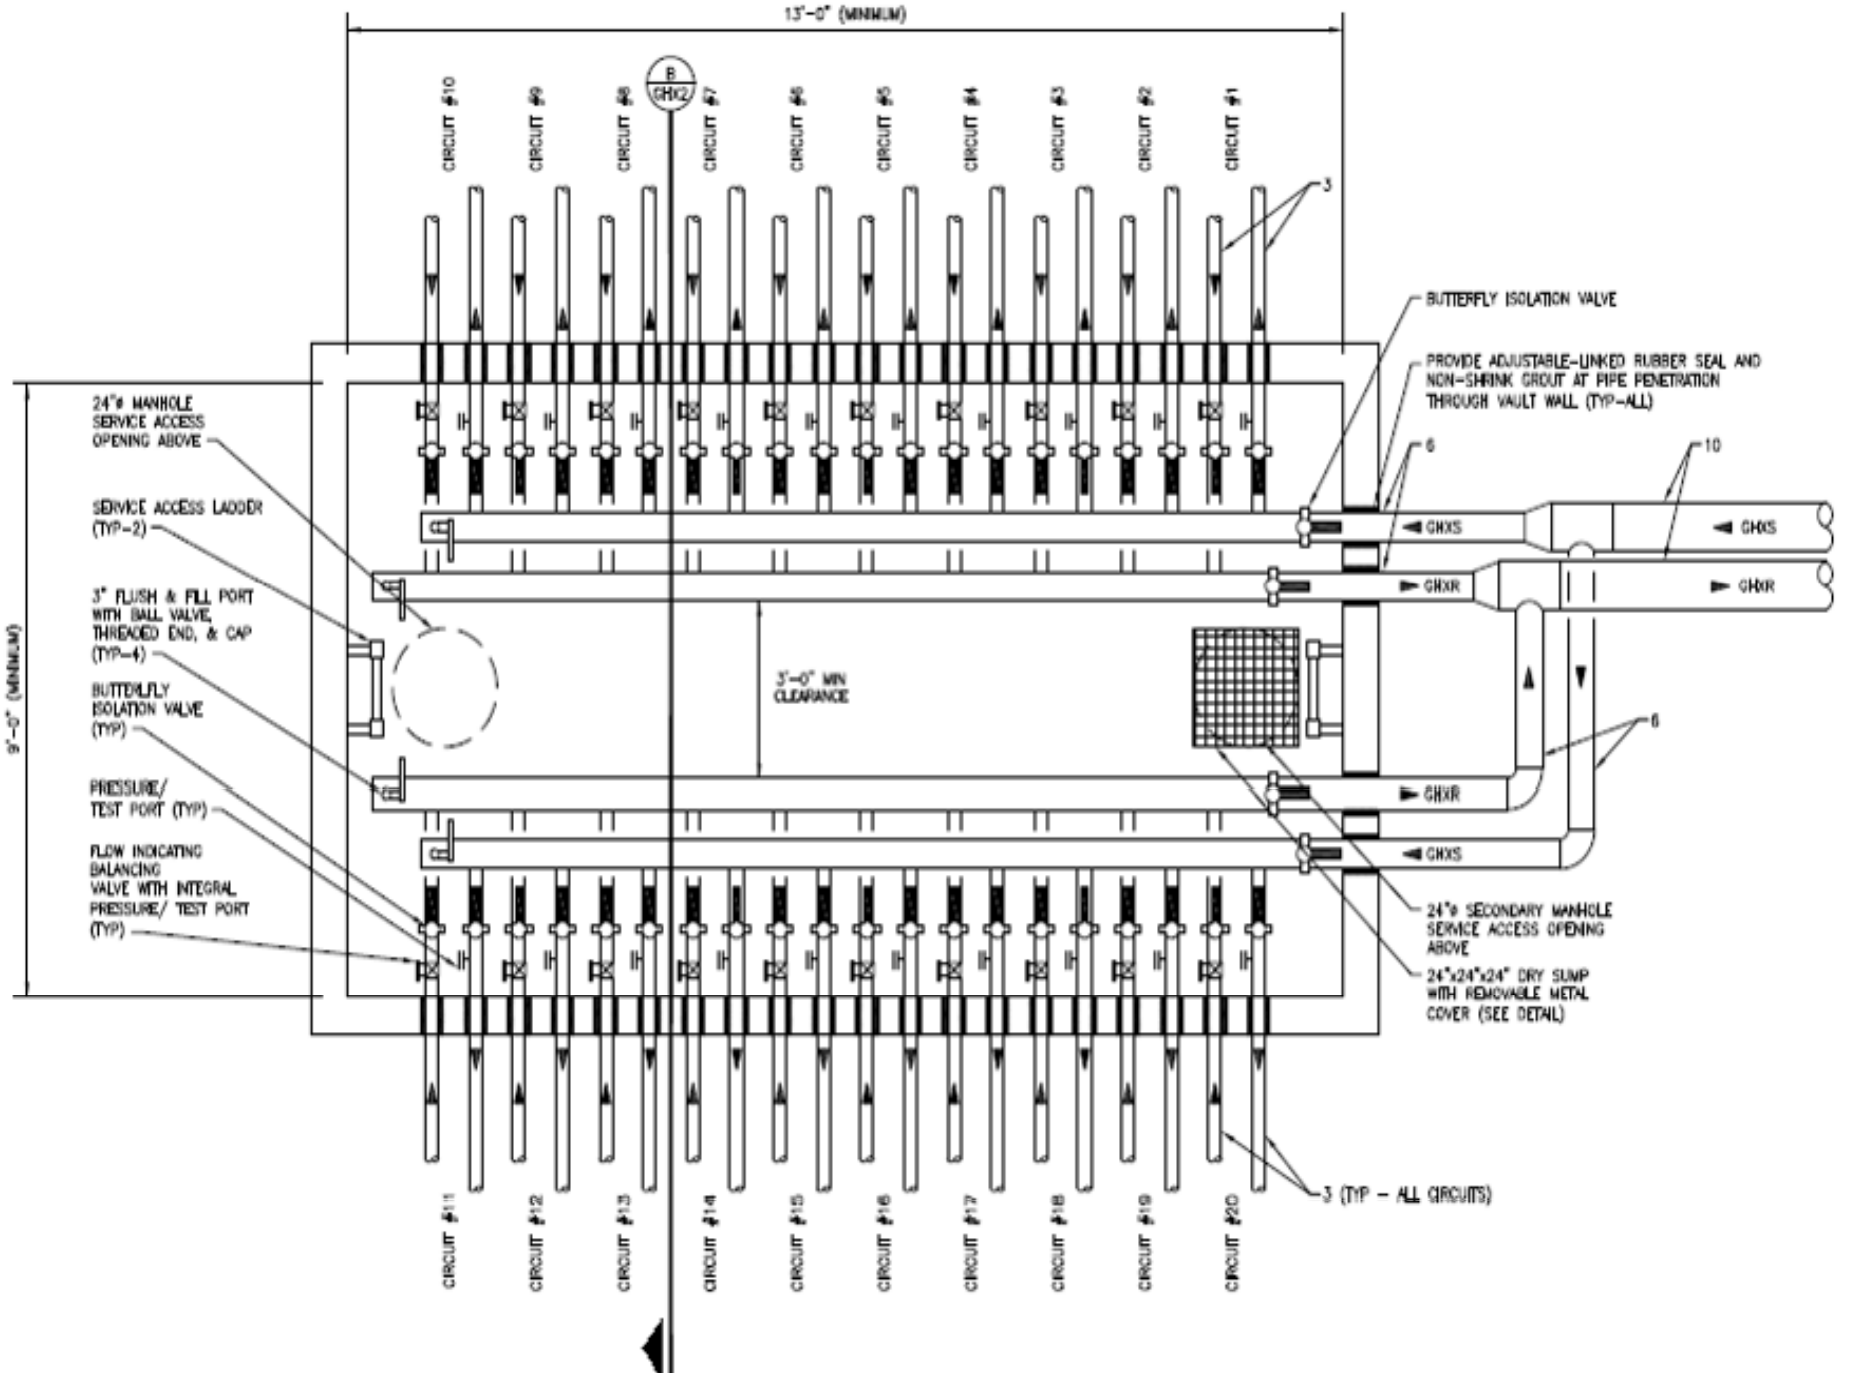 13'-0" (MINIMUM)
B
GHX2
CIRCUIT #10
CIRCUIT #9
CIRCUIT #8
CIRCUIT #7
CIRCUIT #6
CIRCUIT #5
CIRCUIT #4
CIRCUIT #3
CIRCUIT #2
CIRCUIT #1
3
BUTTERFLY ISOLATION VALVE
PROVIDE ADJUSTABLE-LINKED RUBBER SEAL AND
NON-SHRINK GROUT AT PIPE PENETRATION
THROUGH VAULT WALL (TYP-ALL)
6
10
GHXS
GHXS
GHXR
GHXR
24"ø MANHOLE
SERVICE ACCESS
OPENING ABOVE
SERVICE ACCESS LADDER
(TYP-2)
3" FLUSH & FILL PORT
WITH BALL VALVE,
THREADED END, & CAP
(TYP-4)
9'-0" (MINIMUM)
BUTTERLFLY
ISOLATION VALVE
(TYP)
3'-0" MIN
CLEARANCE
6
PRESSURE/
TEST PORT (TYP)
GHXR
FLOW INDICATING
BALANCING
VALVE WITH INTEGRAL
PRESSURE/ TEST PORT
(TYP)
GHXS
24"ø SECONDARY MANHOLE
SERVICE ACCESS OPENING
ABOVE
24"x24"x24" DRY SUMP
WITH REMOVABLE METAL
COVER (SEE DETAIL)
3 (TYP - ALL CIRCUITS)
CIRCUIT #11
CIRCUIT #12
CIRCUIT #13
CIRCUIT #14
CIRCUIT #15
CIRCUIT #16
CIRCUIT #17
CIRCUIT #18
CIRCUIT #19
CIRCUIT #20